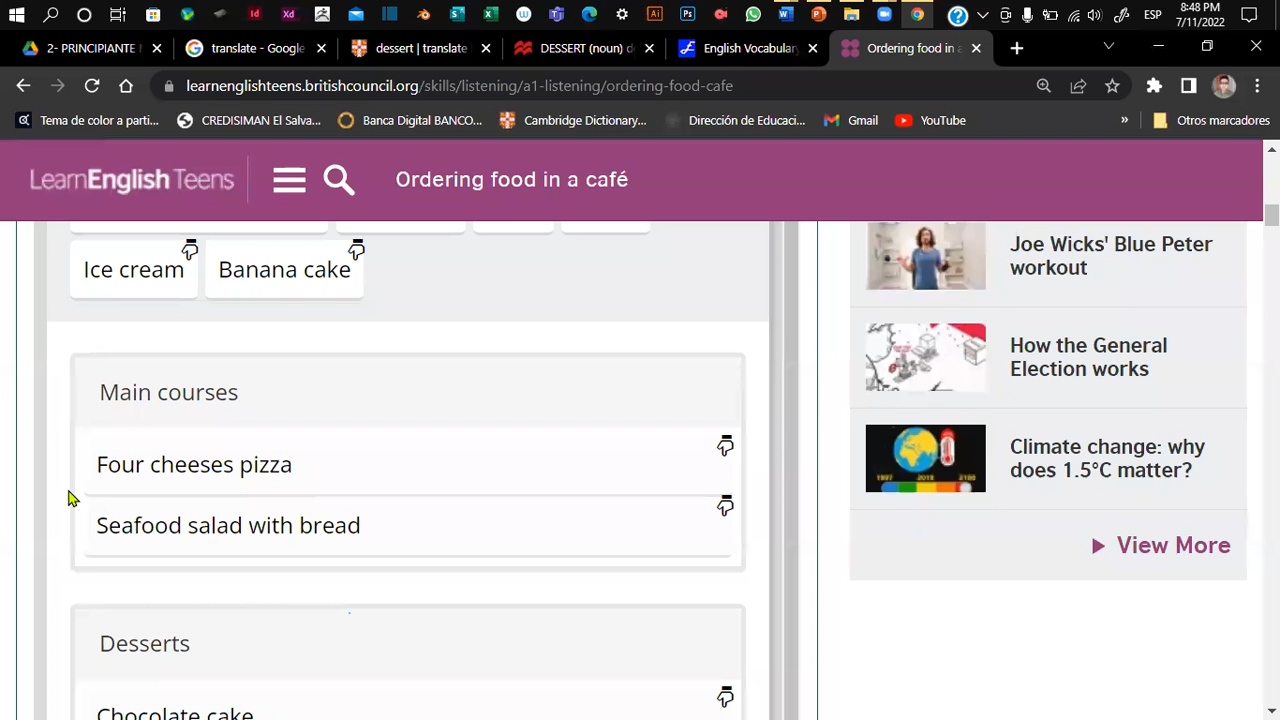 8:48 PM
ESP
7/11/2022
2- PRINCIPIANTE M
translate - Google
dessert | translate
DESSERT (noun) de
English Vocabulary
Ordering food in a
learnenglishteens.britishcouncil.org/skills/listening/a1-listening/ordering-food-cafe
Tema de color a parti...
CREDISIMAN El Salva...
Banca Digital BANCO...
Cambridge Dictionary...
Dirección de Educaci...
Gmail
YouTube
»
Otros marcadores
LearnEnglish Teens
Ordering food in a café
Ice cream
Banana cake
Main courses
Four cheeses pizza
Seafood salad with bread
Desserts
Chocolate cake
Joe Wicks' Blue Peter
workout
How the General
Election works
Climate change: why
does 1.5°C matter?
View More